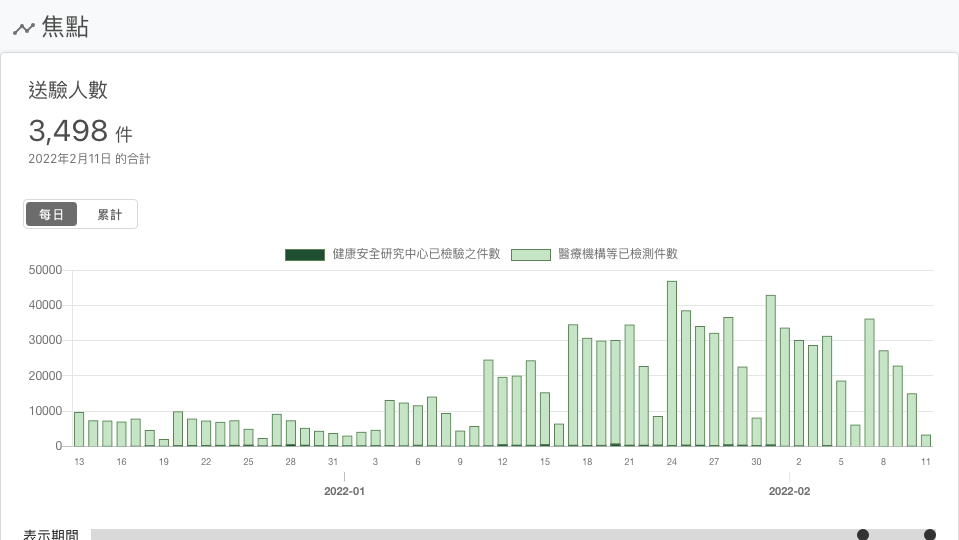 焦點
送驗人數
3,498 件
2022年2月11日 的合計
每日 累計
健康安全研究中心已檢驗之件數 醫療機構等已檢測件數
50000
40000
30000
20000
10000
0
13 16 19 22 25 28 31 3 6 9 12 15 18 21 24 27 30 2 5 8 11
2022-01 2022-02
表示期間